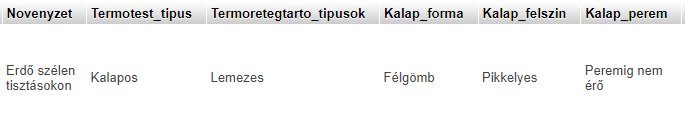 Novenyzet Termotest_tipus Termoretegtarto_tipusok Kalap_forma Kalap_felszin Kalap_perem
Erdő szélen tisztásokon Kalapos Lemezes Félgömb Pikkelyes Peremig nem érő